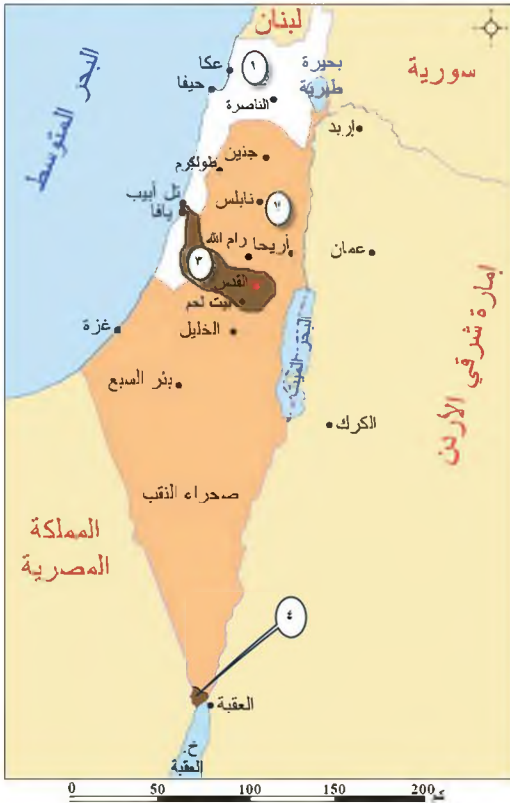 لبنان
سورية
البحر المتوسط
عكا
١
بحيرة
طبرية
حيفا
الناصرة
إربد
جنين
طولكرم
تل أبيب
يافا
نابلس
رام الله
أريحا
عمان
٣
القدس
بيت لحم
إمارة شرقي الأردن
غزة
الخليل
البحر الميت
بئر السبع
الكرك
صحراء النقب
المملكة
المصرية
٤
العقبة
خ.
العقبة
0 50 100 150 200 كم